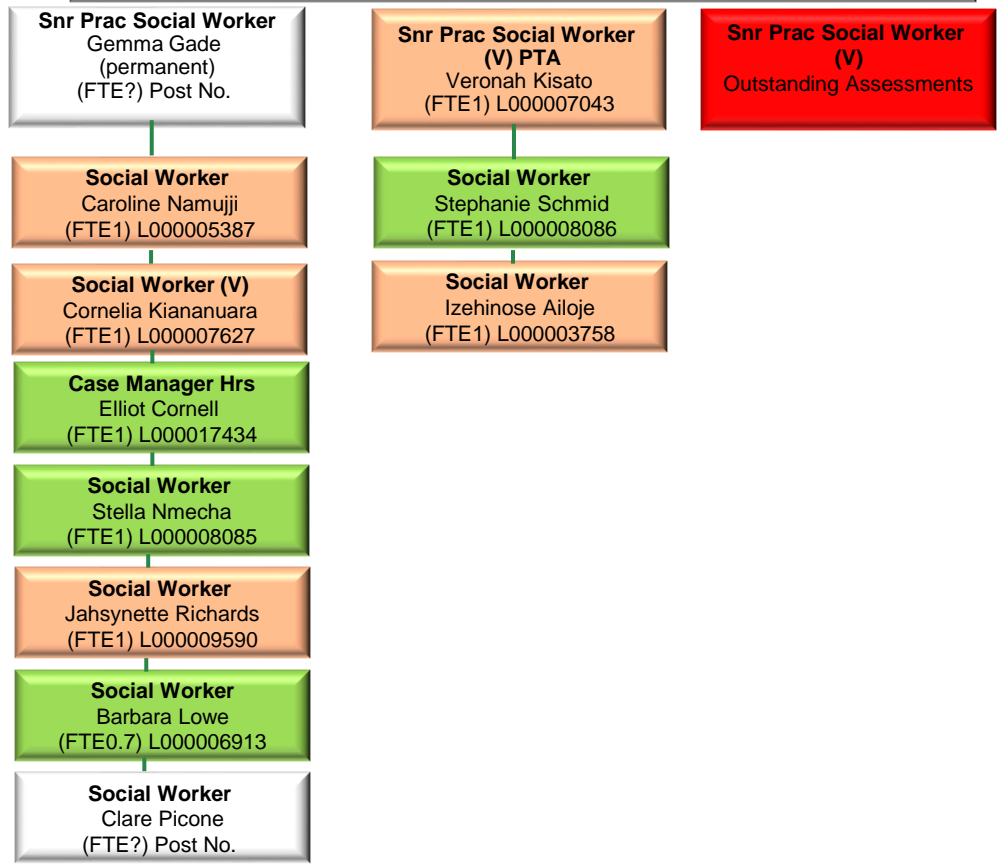 Snr Prac Social Worker
Gemma Gade
(permanent)
(FTE?) Post No.
Social Worker
Caroline Namujji
(FTE1) L000005387
Social Worker (V)
Cornelia Kiananuara
(FTE1) L000007627
Case Manager Hrs
Elliot Cornell
(FTE1) L000017434
Social Worker
Stella Nmecha
(FTE1) L000008085
Social Worker
Jahsynette Richards
(FTE1) L000009590
Social Worker
Barbara Lowe
(FTE0.7) L000006913
Social Worker
Clare Picone
(FTE?) Post No.
Snr Prac Social Worker
(V) PTA
Veronah Kisato
(FTE1) L000007043
Social Worker
Stephanie Schmid
(FTE1) L000008086
Social Worker
Izehinose Ailoje
(FTE1) L000003758
Snr Prac Social Worker
(V)
Outstanding Assessments